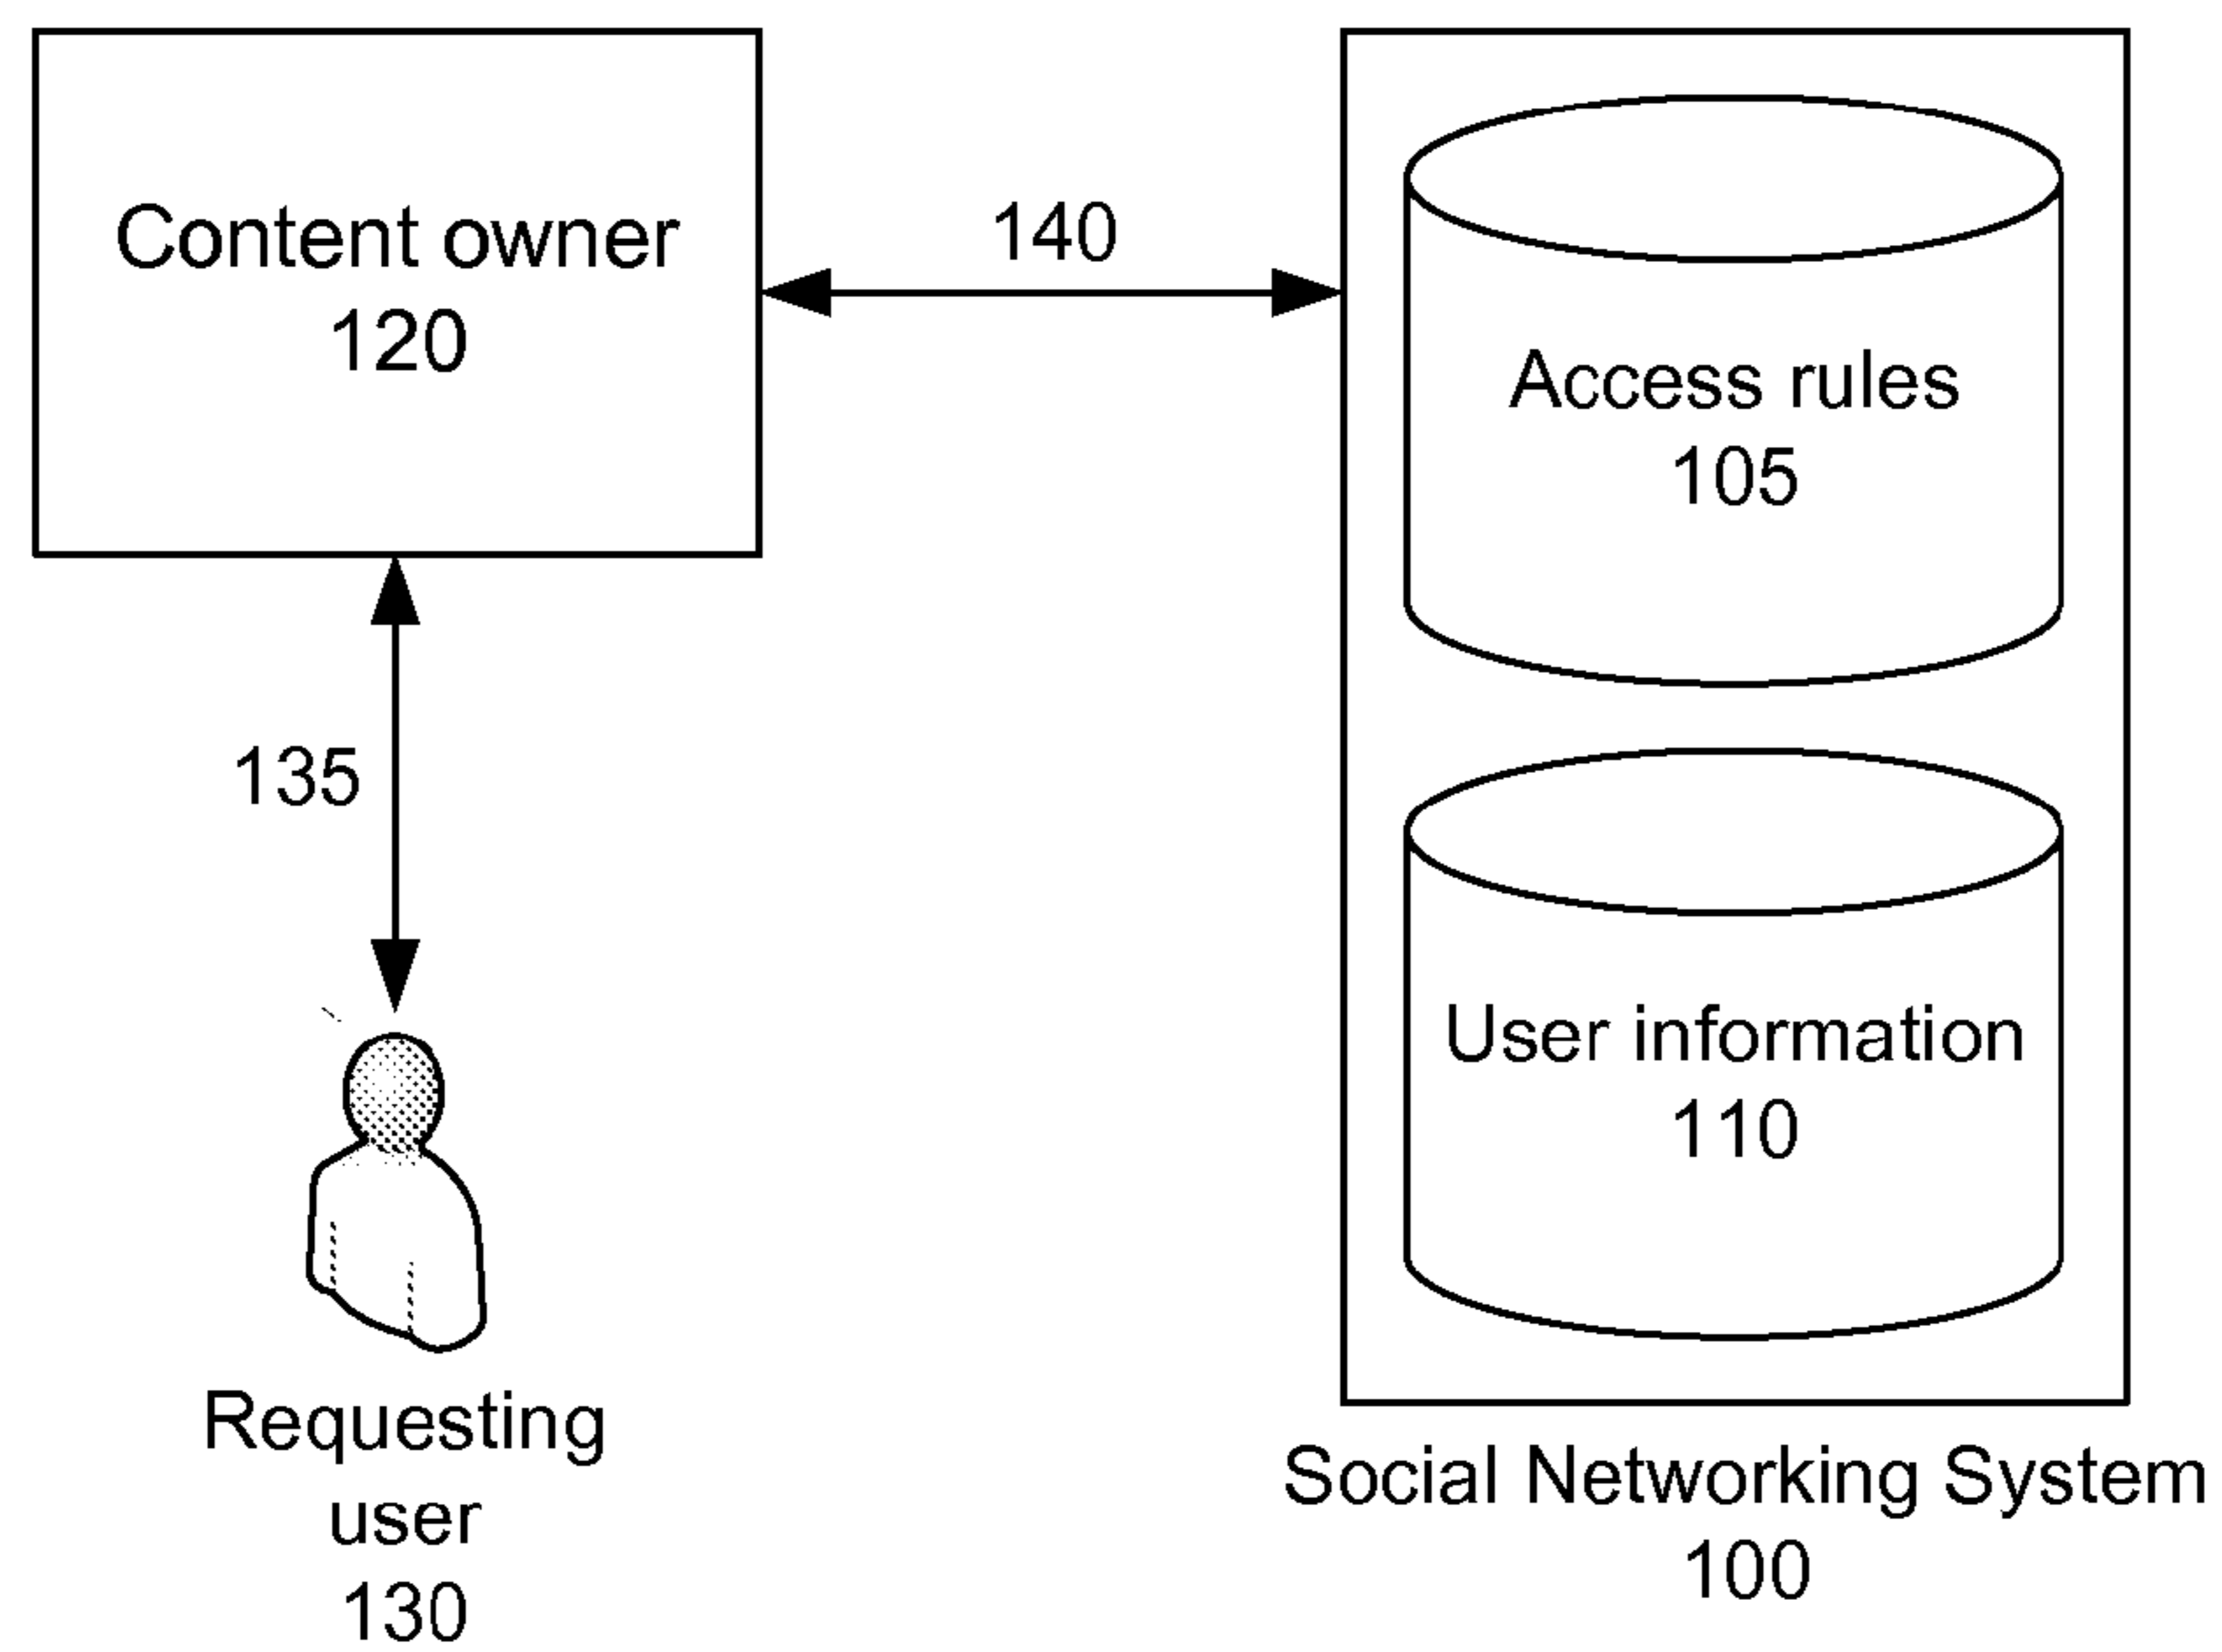 Content owner
120
140
Access rules
105
135
User information
110
Requesting
user
130
Social Networking System
100